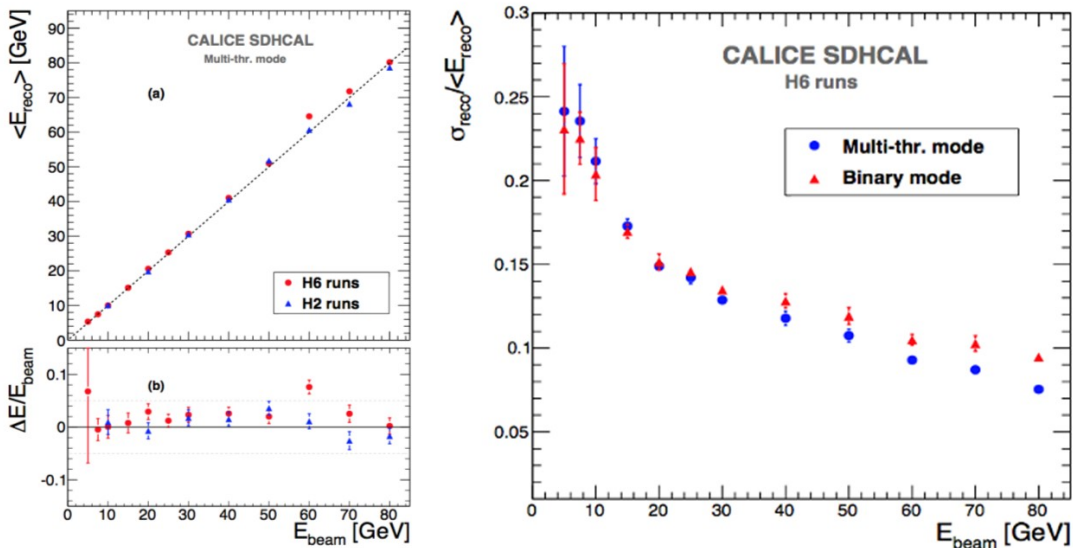 <E_reco> [GeV]
90
80
70
60
50
40
30
20
10
0
CALICE SDHCAL
Multi-thr. mode
(a)
H6 runs
H2 runs
ΔE/E_beam
0.1
0
-0.1
(b)
0 10 20 30 40 50 60 70 80
E_beam [GeV]
σ_reco/<E_reco>
0.3
0.25
0.2
0.15
0.1
0.05
CALICE SDHCAL
H6 runs
Multi-thr. mode
Binary mode
0 10 20 30 40 50 60 70 80
E_beam [GeV]